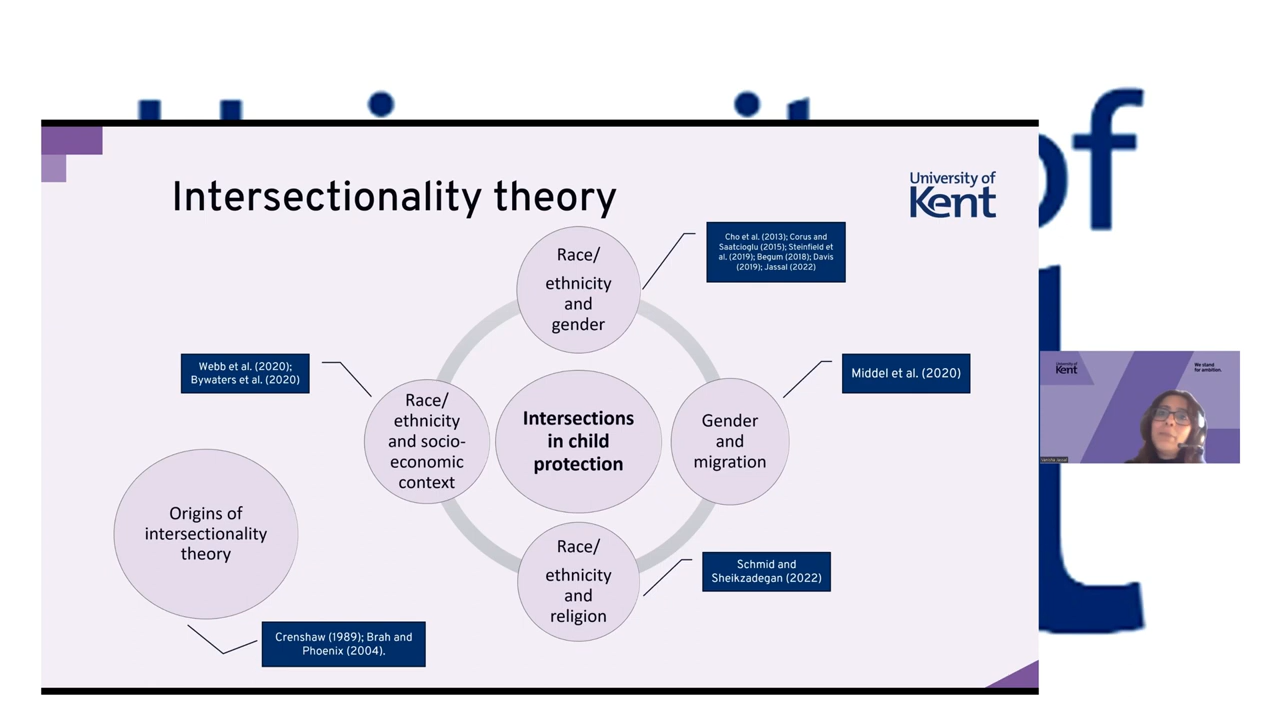 of
Intersectionality theory
University of
Kent
Race/
ethnicity
and
gender
Cho et al. (2013); Corus and
Saatcioglu (2015); Steinfield et
al. (2019); Begum (2018); Davis
(2019); Jassal (2022)
Webb et al. (2020);
Bywaters et al. (2020)
Middel et al. (2020)
Race/
ethnicity
and socio-
economic
context
Intersections
in child
protection
Gender
and
migration
Origins of
intersectionality
theory
Race/
ethnicity
and
religion
Schmid and
Sheikzadegan (2022)
Crenshaw (1989); Brah and
Phoenix (2004).
University of
Kent
We stand
for ambition.